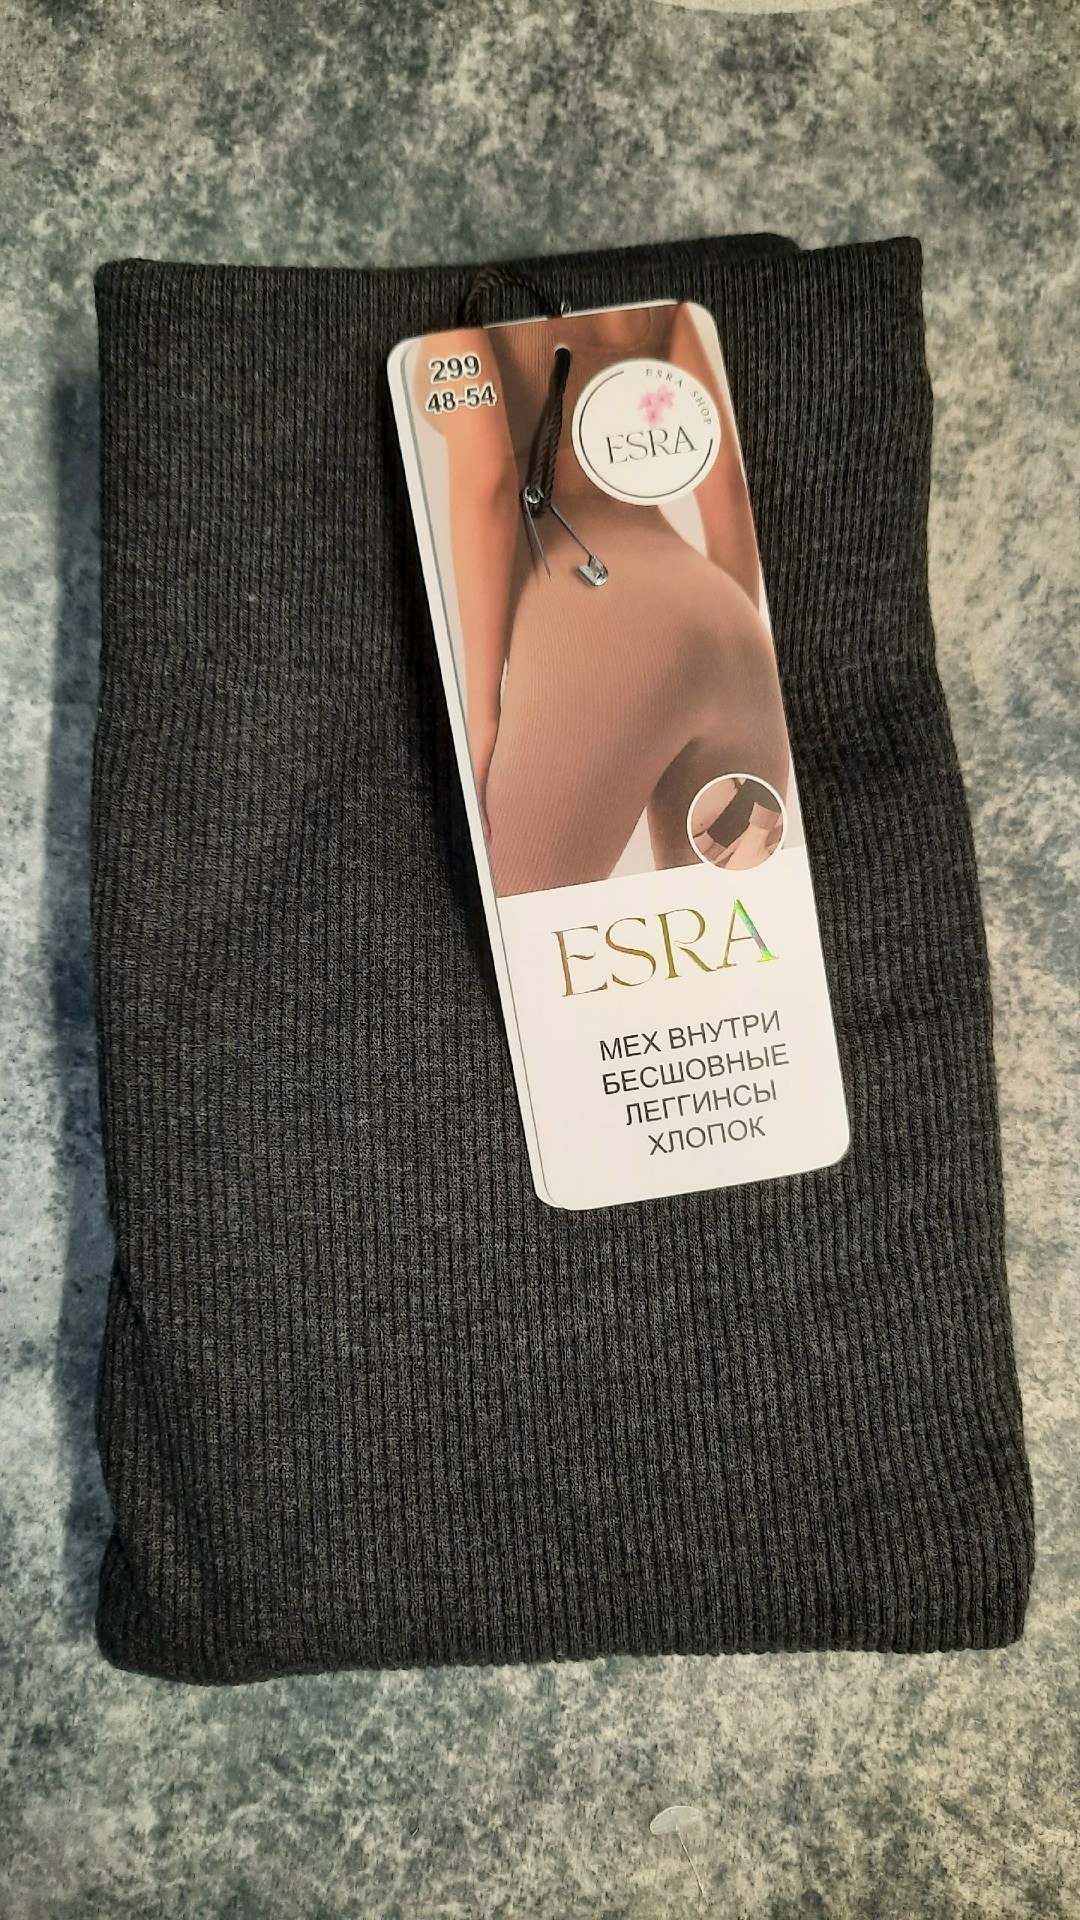 299
48-54
ESRA SHOP
ESRA
ESRA
МЕХ ВНУТРИ
БЕСШОВНЫЕ
ЛЕГГИНСЫ
ХЛОПОК